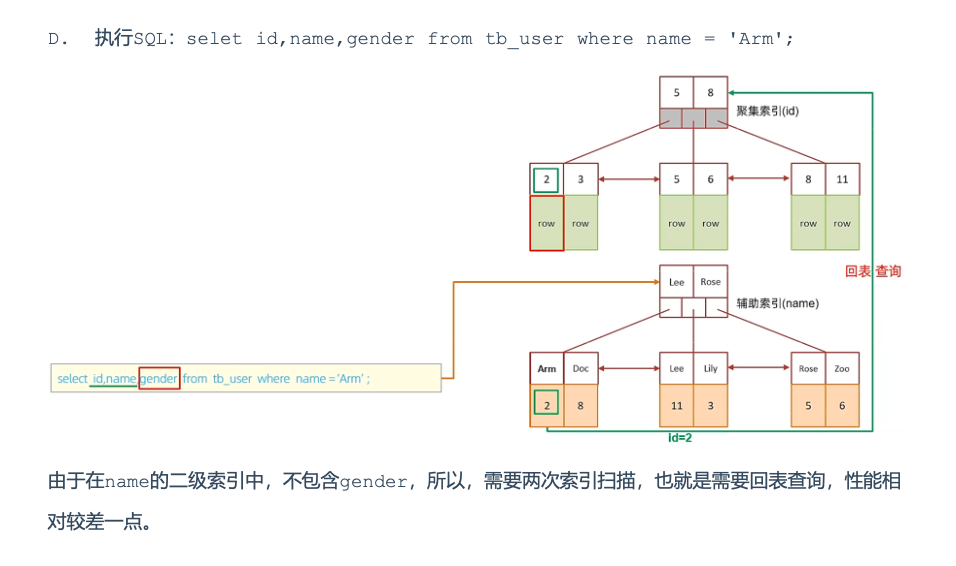 D. 执行SQL: selet id,name,gender from tb_user where name = 'Arm';
5 8
聚集索引(id)
2 3 5 6 8 11
row row row row row row
回表 查询
Lee Rose
辅助索引(name)
Arm Doc Lee Lily Rose Zoo
select id,name,gender from tb_user where name = 'Arm' ;
2 8 11 3 5 6
id=2
由于在name的二级索引中，不包含gender，所以，需要两次索引扫描，也就是需要回表查询，性能相
对较差一点。